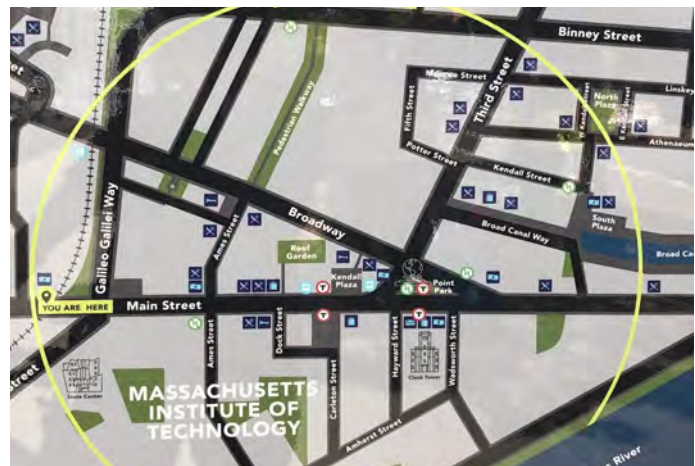 Binney Street
Third Street
Linskey
North
Plaza
Fifth Street
Pedestrian Walkway
Potter Street
Kendall Street
Athenaeum
Broadway
Broad Canal Way
South
Plaza
Broad Ca
Galileo Galilei Way
Ames Street
Roof
Garden
Kendall
Plaza
Point
Park
YOU ARE HERE
Main Street
Ames Street
Dock Street
Carleton Street
Hayward Street
Wadsworth Street
Clock Tower
Stata Center
Street
MASSACHUSETTS
INSTITUTE OF
TECHNOLOGY
Amherst Street
River